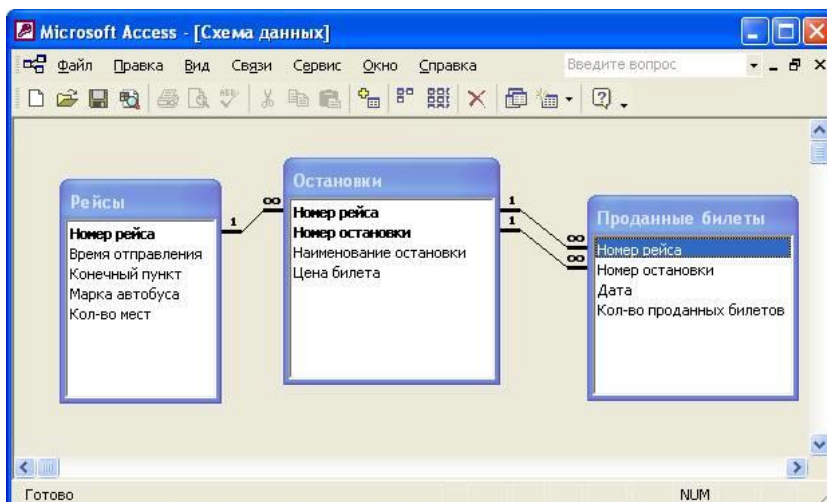 Microsoft Access - [Схема данных]
Файл Правка Вид Связи Сервис Окно Справка Введите вопрос
Рейсы
Номер рейса
Время отправления
Конечный пункт
Марка автобуса
Кол-во мест
1
∞
Остановки
Номер рейса
Номер остановки
Наименование остановки
Цена билета
1
1
∞
∞
Проданные билеты
Номер рейса
Номер остановки
Дата
Кол-во проданных билетов
Готово NUM